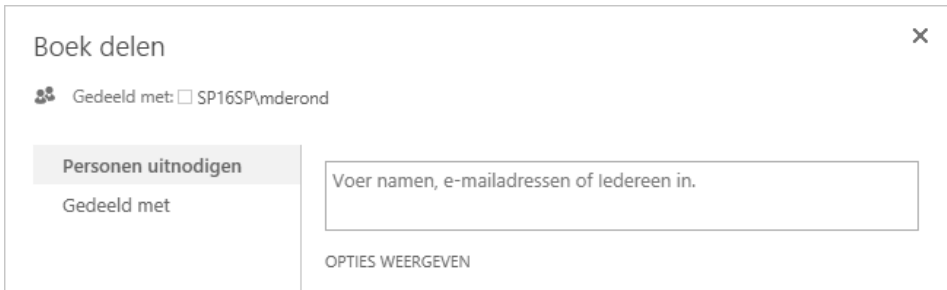 Boek delen
Gedeeld met: SP16SP\mderond
Personen uitnodigen
Gedeeld met
Voer namen, e-mailadressen of Iedereen in.
OPTIES WEERGEVEN